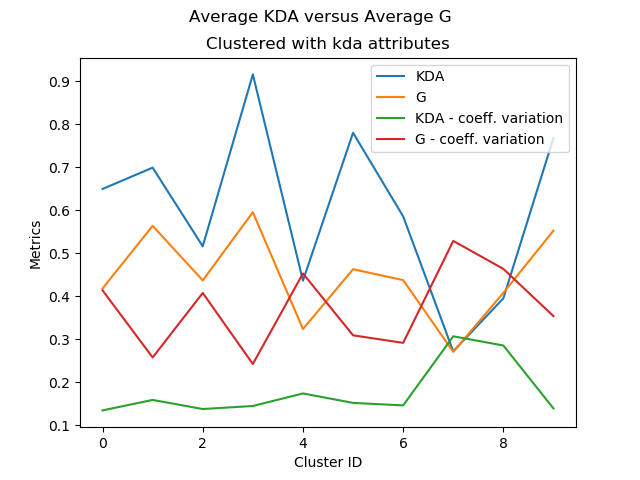 Average KDA versus Average G
Clustered with kda attributes
KDA
G
KDA - coeff. variation
G - coeff. variation
Metrics
0.9
0.8
0.7
0.6
0.5
0.4
0.3
0.2
0.1
0 2 4 6 8
Cluster ID